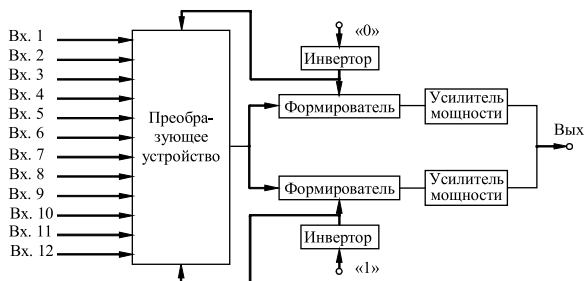 Вх. 1
Вх. 2
Вх. 3
Вх. 4
Вх. 5
Вх. 6
Вх. 7
Вх. 8
Вх. 9
Вх. 10
Вх. 11
Вх. 12
Преобра-
зующее
устройство
«0»
Инвертор
Формирователь
Усилитель
мощности
Вых
Формирователь
Усилитель
мощности
Инвертор
«1»